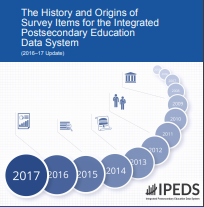 The History and Origins of
Survey Items for the Integrated
Postsecondary Education
Data System
(2016–17 Update)
2009
2010
2011
2012
2013
2014
2015
2016
2017
IPEDS
Integrated Postsecondary Education Data System